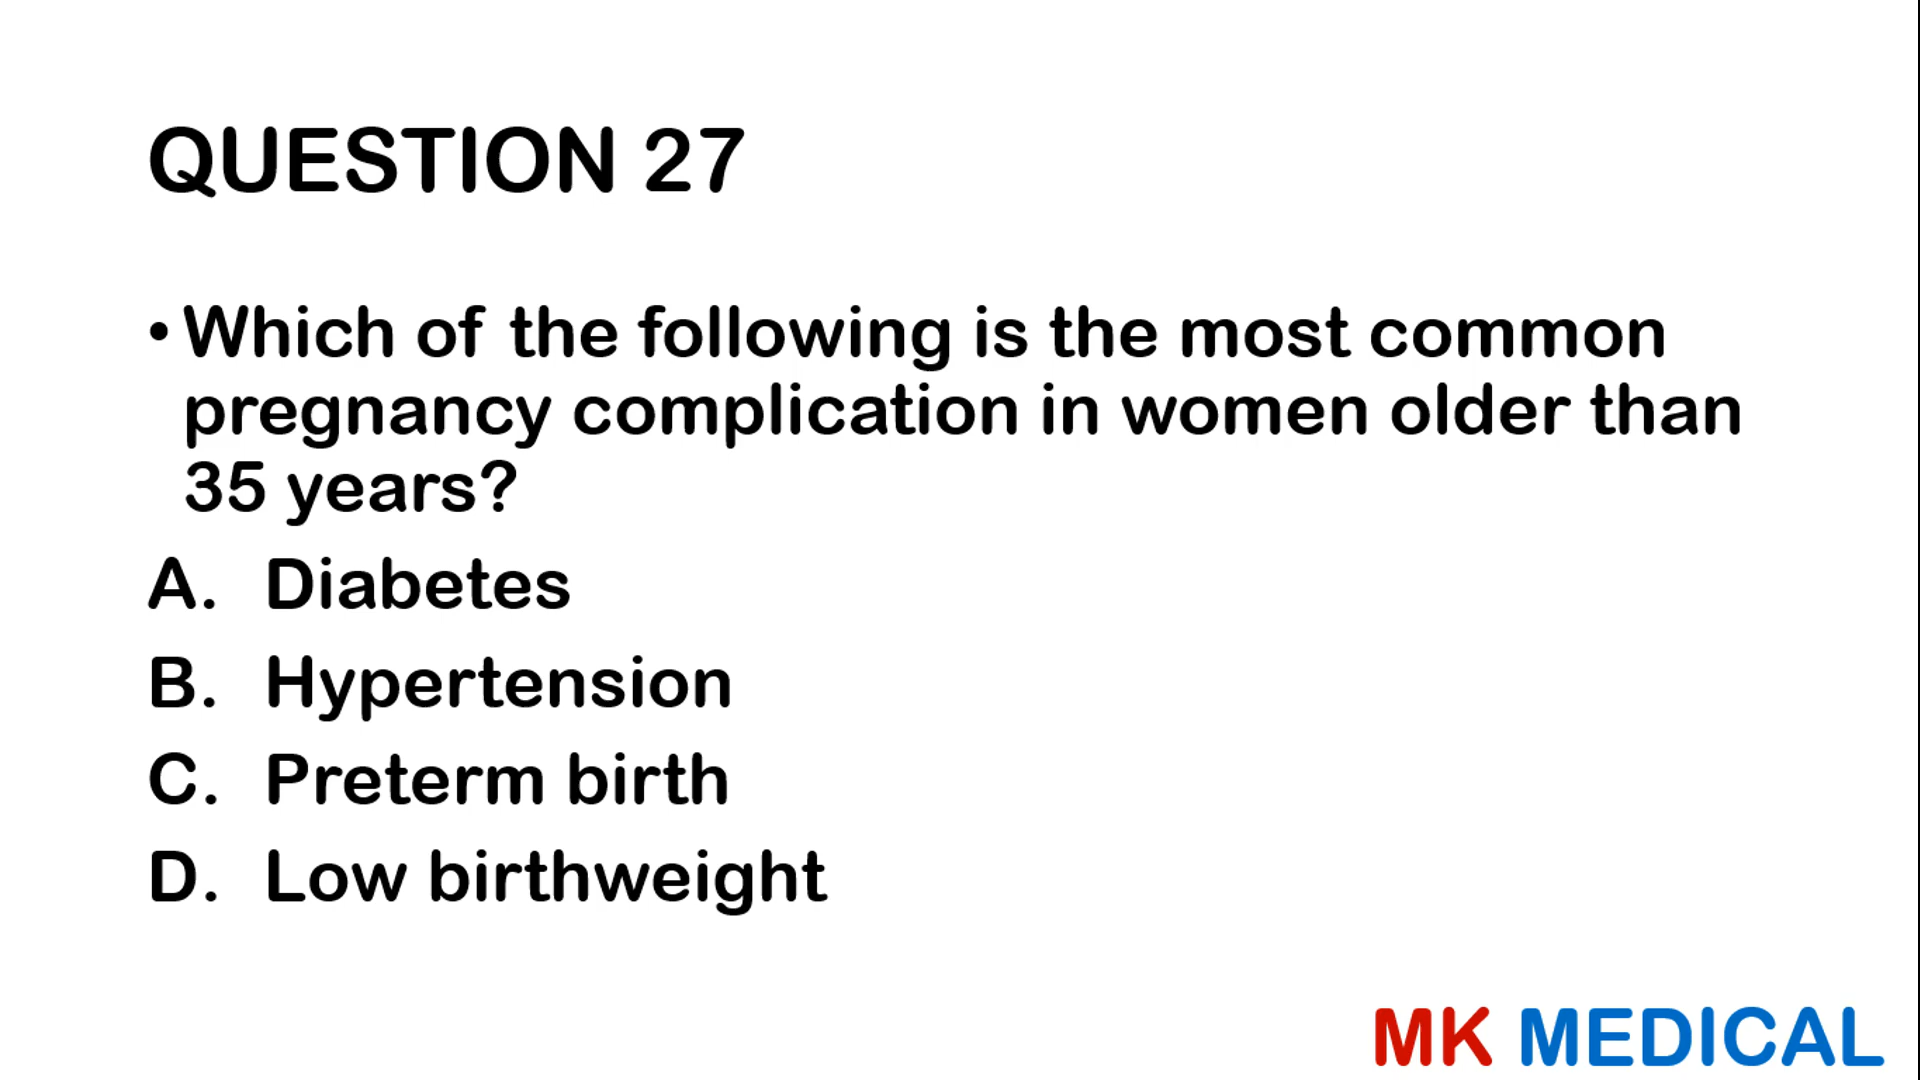 QUESTION 27
• Which of the following is the most common
pregnancy complication in women older than
35 years?
A. Diabetes
B. Hypertension
C. Preterm birth
D. Low birthweight
MK MEDICAL